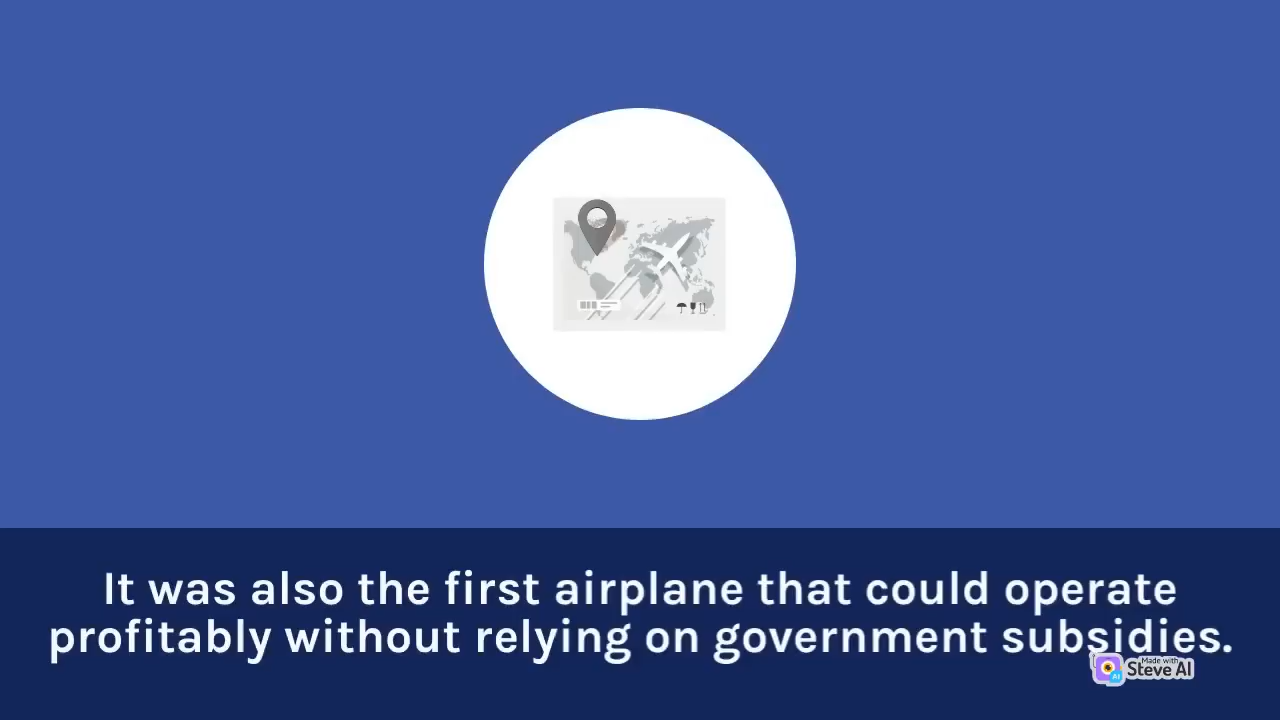 It was also the first airplane that could operate
profitably without relying on government subsidies.
Made with
Steve AI
AI